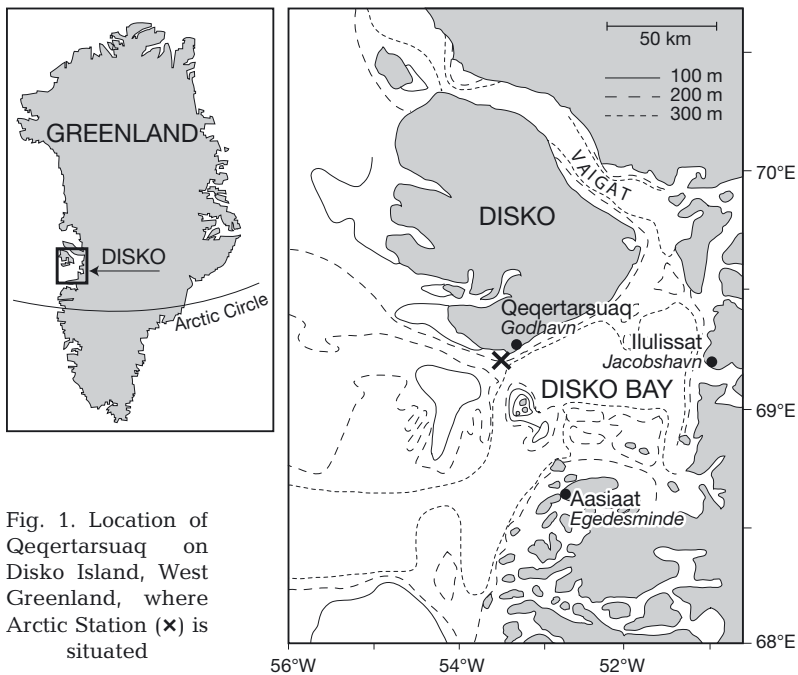 GREENLAND
DISKO
Arctic Circle
50 km
100 m
200 m
300 m
VAIGAT
70°E
DISKO
Qeqertarsuaq
Godhavn
Ilulissat
Jacobshavn
DISKO BAY
69°E
Aasiaat
Egedesminde
68°E
56°W 54°W 52°W
Fig. 1. Location of
Qeqertarsuaq on
Disko Island, West
Greenland, where
Arctic Station (×) is
situated